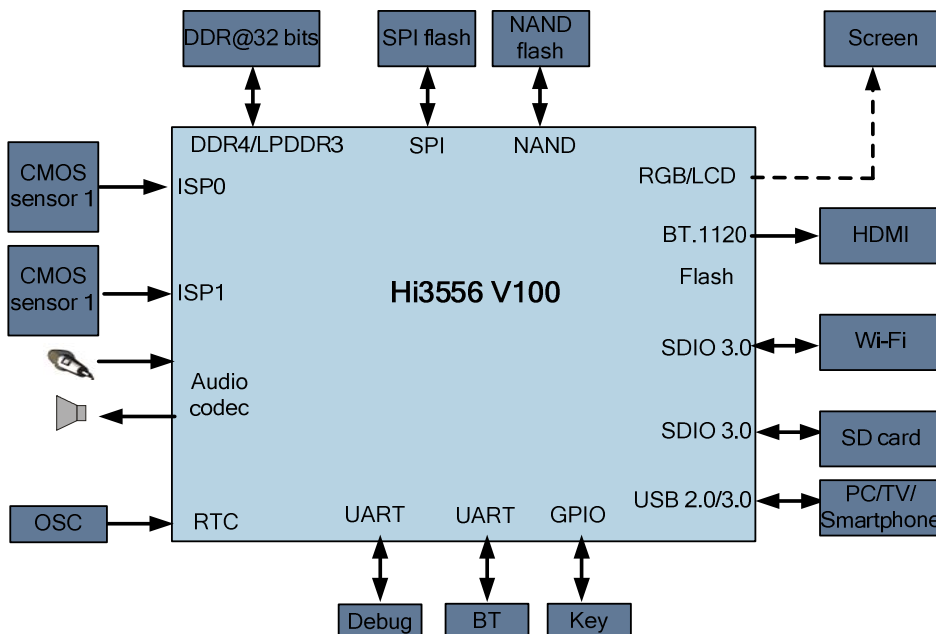 DDR@32 bits
SPI flash
NAND
flash
Screen
DDR4/LPDDR3
SPI
NAND
CMOS
sensor 1
ISP0
RGB/LCD
BT.1120
HDMI
CMOS
sensor 1
ISP1
Hi3556 V100
Flash
SDIO 3.0
Wi-Fi
Audio
codec
SDIO 3.0
SD card
USB 2.0/3.0
PC/TV/
Smartphone
OSC
RTC
UART
UART
GPIO
Debug
BT
Key